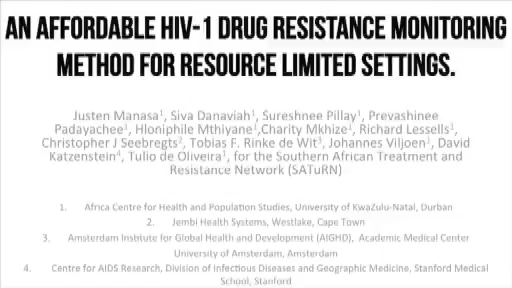 AN AFFORDABLE HIV-1 DRUG RESISTANCE MONITORING
METHOD FOR RESOURCE LIMITED SETTINGS.
Justen Manasa1, Siva Danaviah1, Sureshnee Pillay1, Prevashinee
Padayachee1, Hloniphile Mthiyane1,Charity Mkhize1, Richard Lessells1,
Christopher J Seebregts2, Tobias F. Rinke de Wit3, Johannes Viljoen1, David
Katzenstein4, Tulio de Oliveira1, for the Southern African Treatment and
Resistance Network (SATuRN)
1. Africa Centre for Health and Population Studies, University of KwaZulu-Natal, Durban
2. Jembi Health Systems, Westlake, Cape Town
3. Amsterdam Institute for Global Health and Development (AIGHD), Academic Medical Center
University of Amsterdam, Amsterdam
4. Centre for AIDS Research, Division of Infectious Diseases and Geographic Medicine, Stanford Medical
School, Stanford